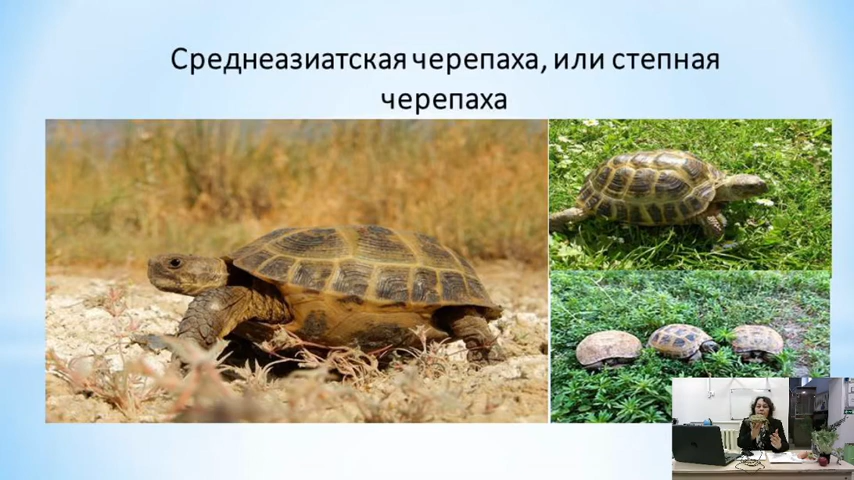 Среднеазиатская черепаха, или степная
черепаха